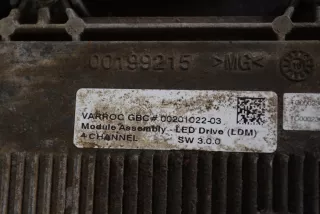 00199215 >MG<
VARROC GBC# 00201022-03
Module Assembly - LED Drive (LDM)
4 CHANNEL SW 3.0.0